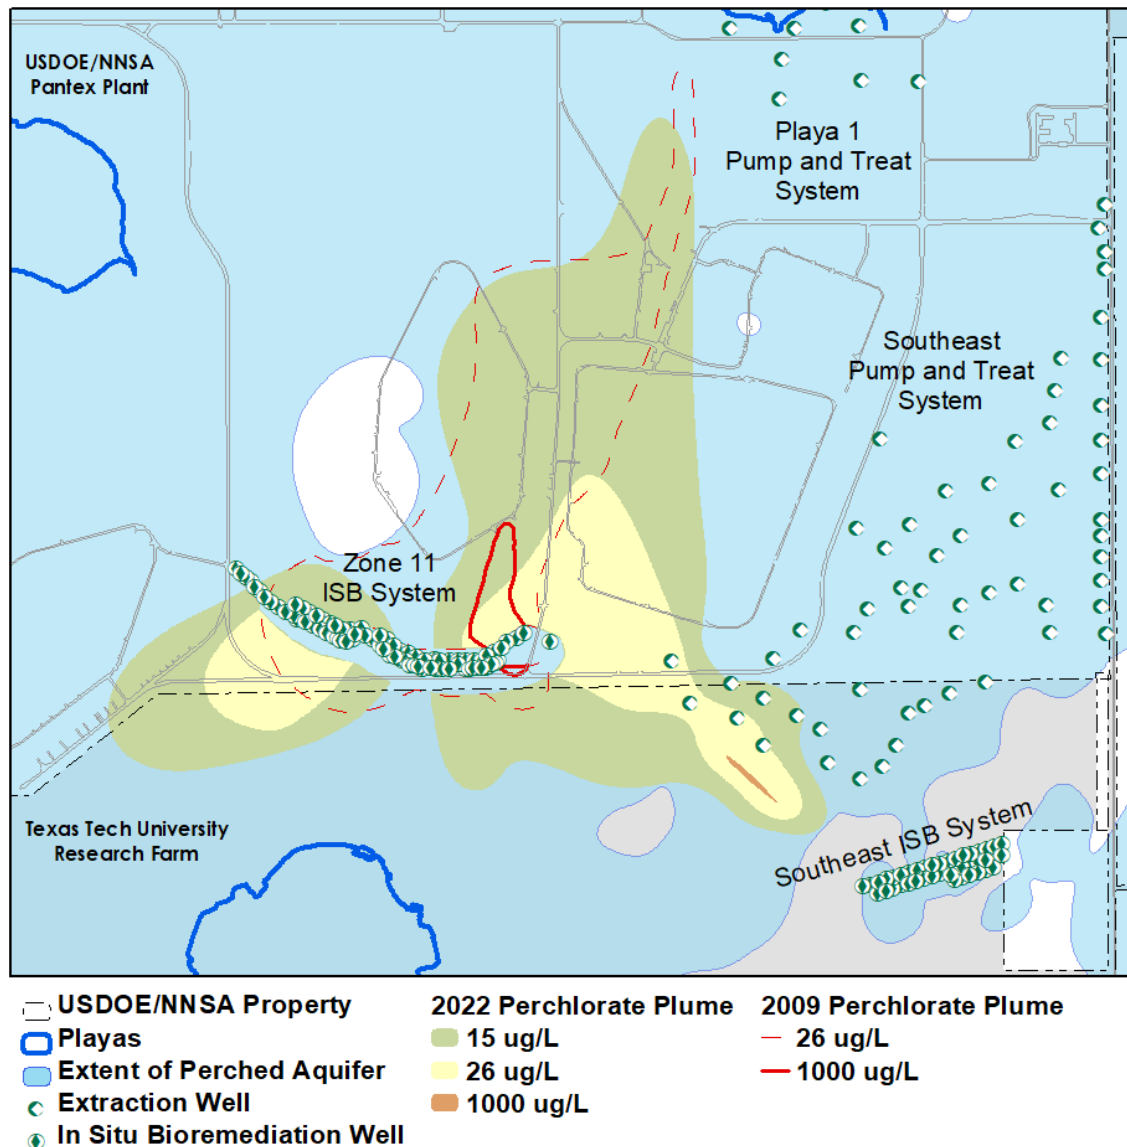 USDOE/NNSA
Pantex Plant
Playa 1
Pump and Treat
System
Southeast
Pump and Treat
System
Zone 11
ISB System
Texas Tech University
Research Farm
Southeast ISB System
USDOE/NNSA Property
Playas
Extent of Perched Aquifer
Extraction Well
In Situ Bioremediation Well
2022 Perchlorate Plume
15 ug/L
26 ug/L
1000 ug/L
2009 Perchlorate Plume
26 ug/L
1000 ug/L